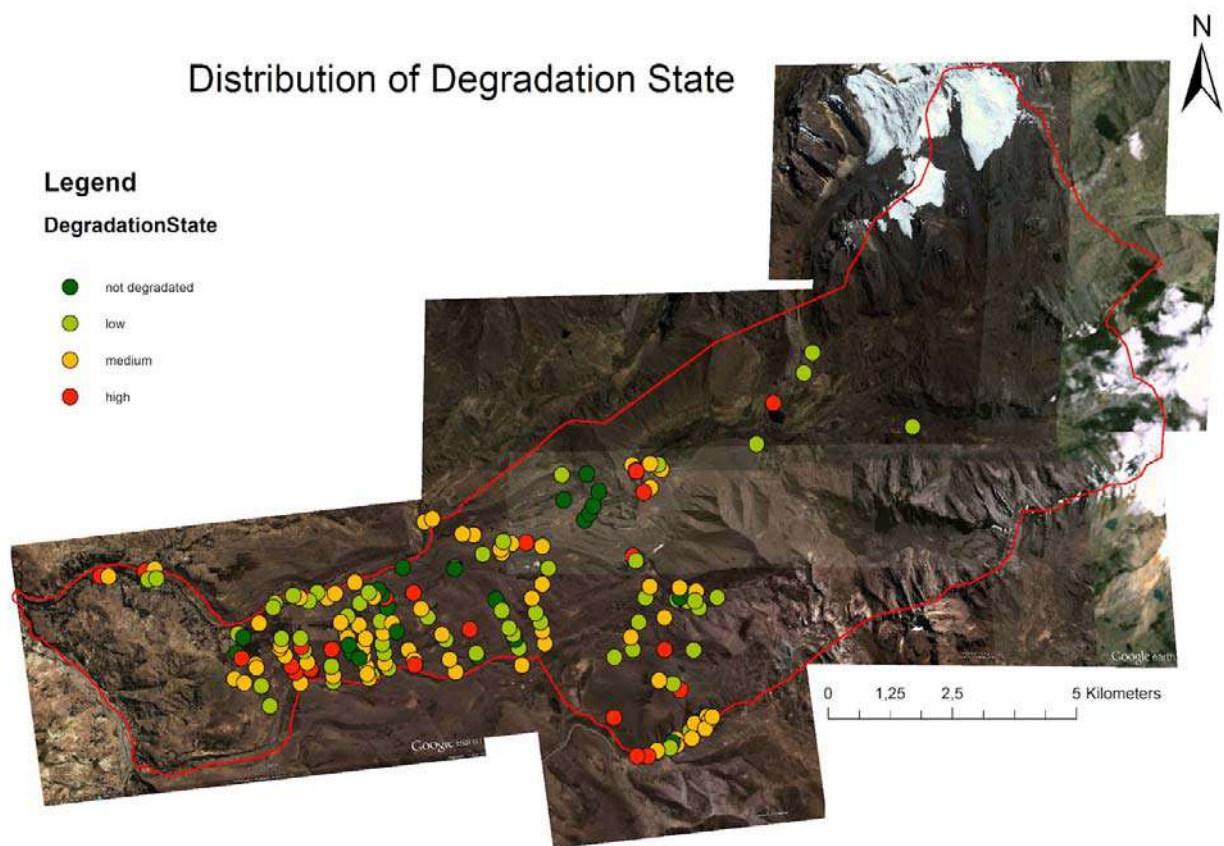 N
Distribution of Degradation State
Legend
DegradationState
not degradated
low
medium
high
Google earth
0 1,25 2,5 5 Kilometers
Google earth